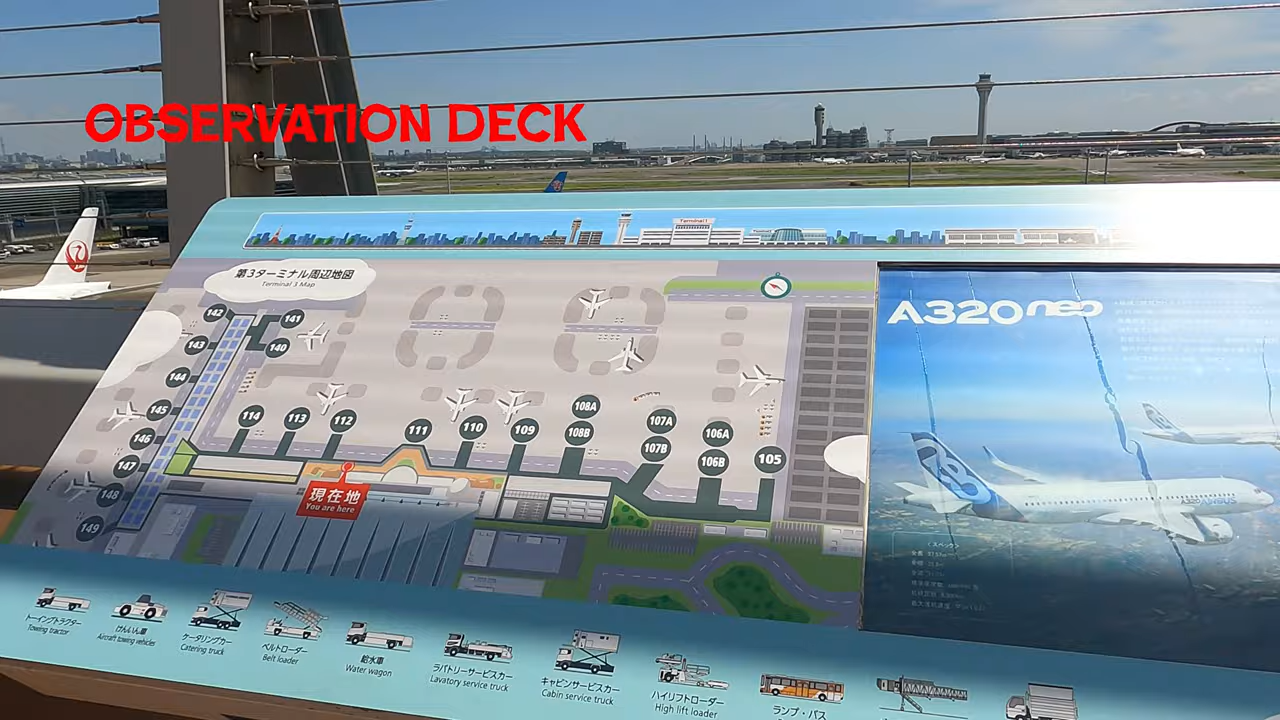 OBSERVATION DECK
Terminal 1
第3ターミナル周辺地図
Terminal 3 Map
142
141
143
140
144
145
146
147
148
149
114
113
112
111
110
109
108A
108B
107A
107B
106A
106B
105
現在地
You are here
A320neo
トーイングトラクター
Towing tractor
けんいん車
Aircraft towing vehicles
ケータリングカー
Catering truck
ベルトローダー
Belt loader
給水車
Water wagon
ラバトリーサービスカー
Lavatory service truck
キャビンサービスカー
Cabin service truck
ハイリフトローダー
High lift loader
ランプ・バス